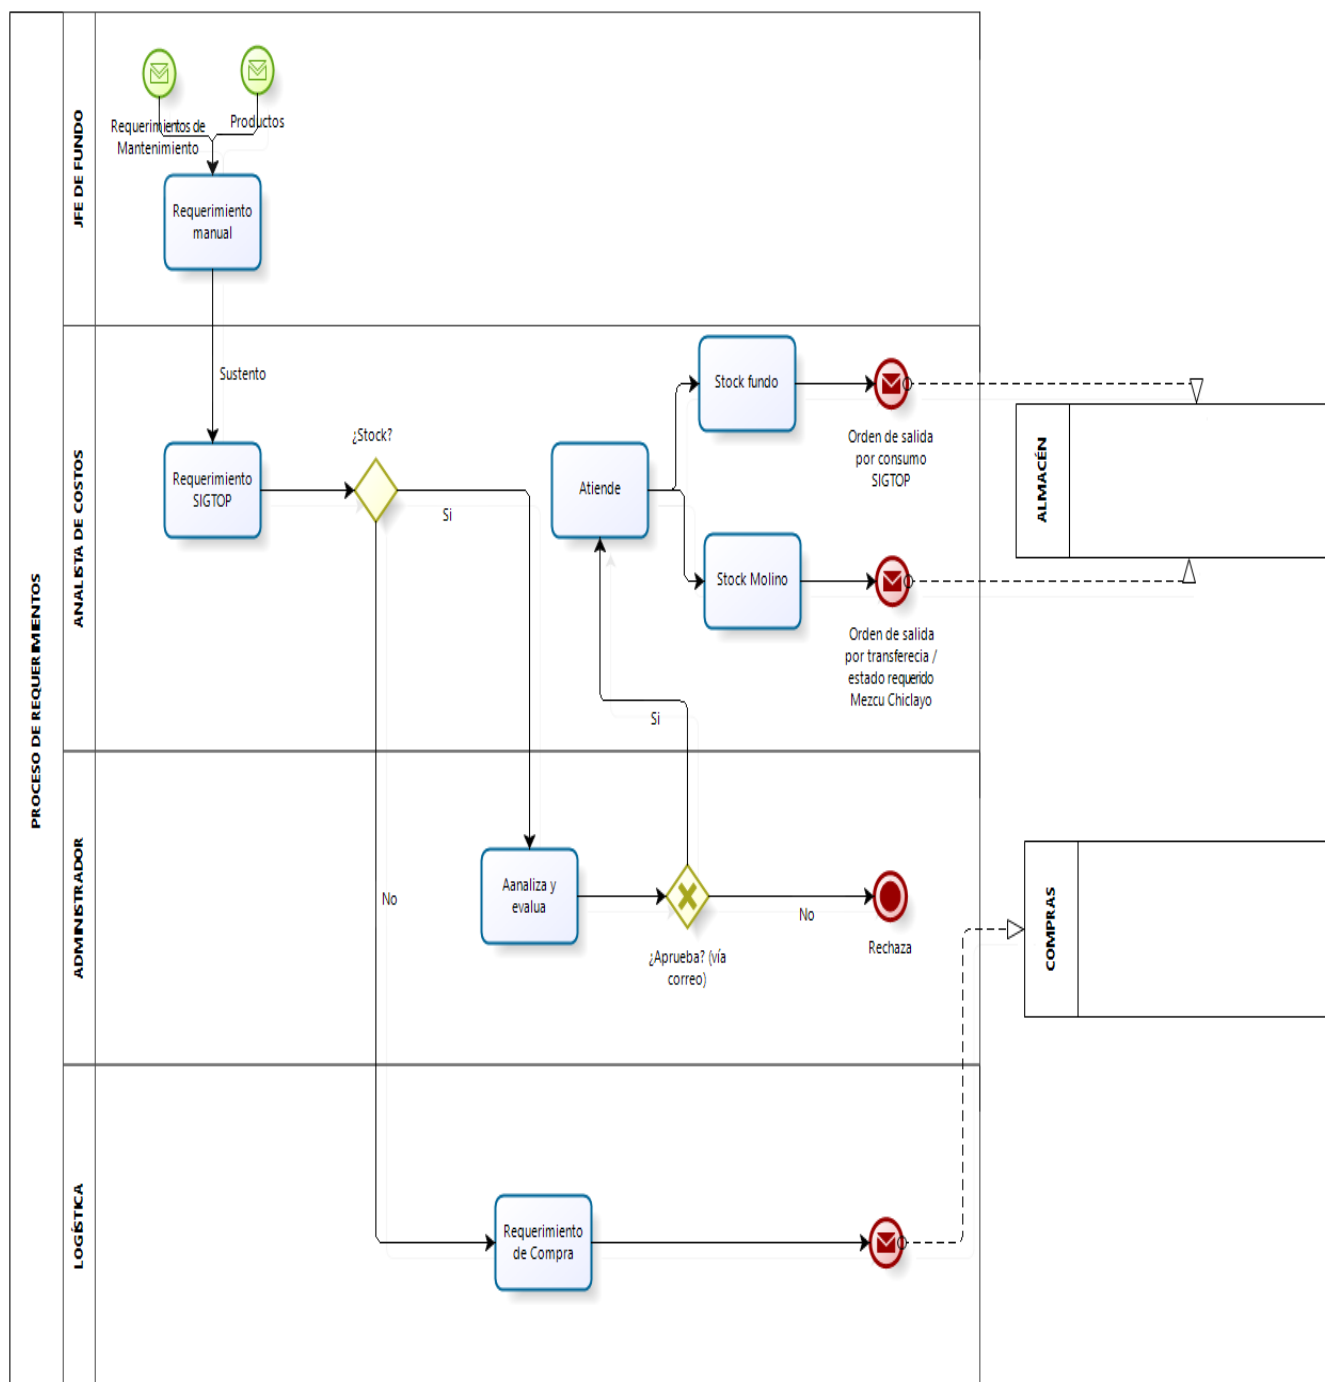 PROCESO DE REQUERIMIENTOS
JFE DE FUNDO
Requerimientos de
Mantenimiento
Productos
Requerimiento
manual
Sustento
ANALISTA DE COSTOS
Requerimiento
SIGTOP
¿Stock?
Si
No
Atiende
Stock fundo
Orden de salida
por consumo
SIGTOP
Stock Molino
Orden de salida
por transferecia /
estado requerido
Mezcu Chiclayo
Si
ALMACÉN
ADMINISTRADOR
Aanaliza y
evalua
¿Aprueba? (vía
correo)
No
Rechaza
COMPRAS
LOGÍSTICA
Requerimiento
de Compra